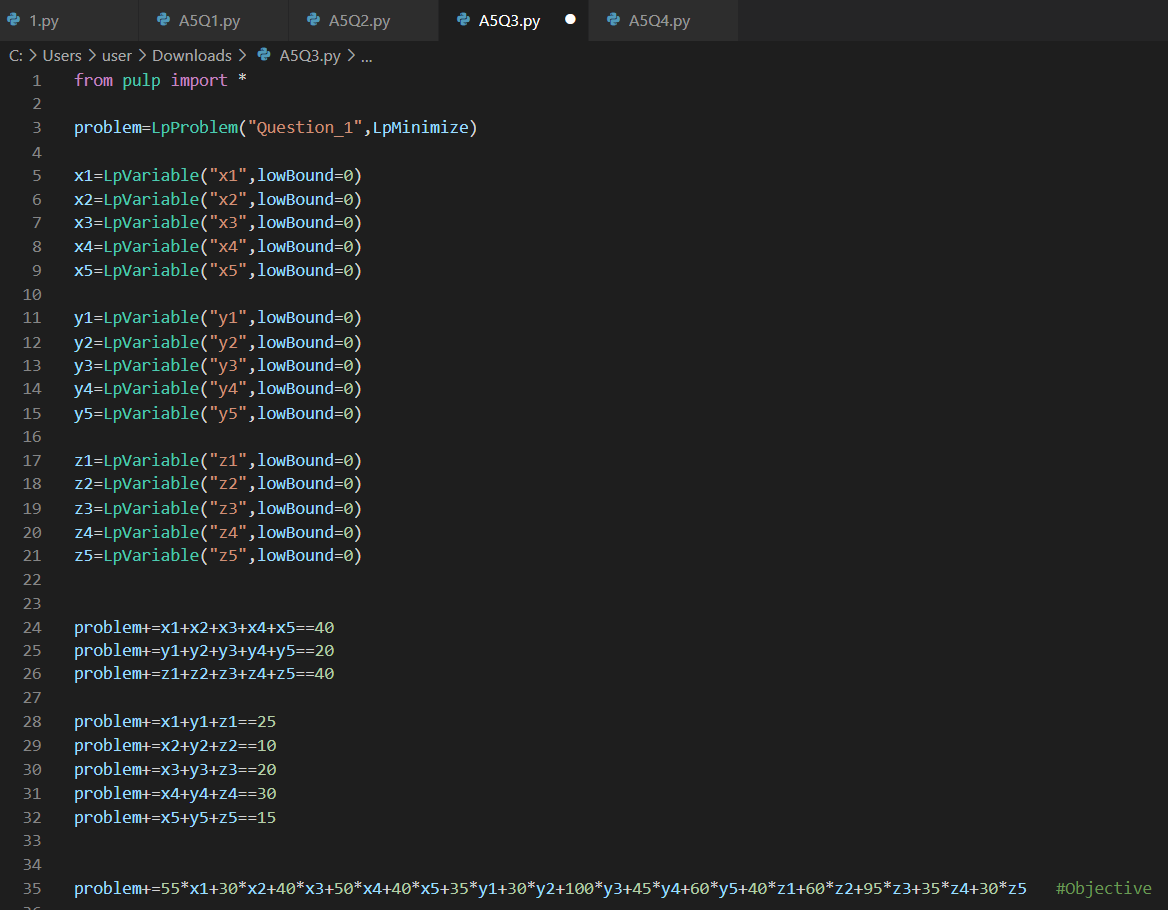 1.py A5Q1.py A5Q2.py A5Q3.py A5Q4.py
C: > Users > user > Downloads > A5Q3.py > ...
1 from pulp import *
2
3 problem=LpProblem("Question_1",LpMinimize)
4
5 x1=LpVariable("x1",lowBound=0)
6 x2=LpVariable("x2",lowBound=0)
7 x3=LpVariable("x3",lowBound=0)
8 x4=LpVariable("x4",lowBound=0)
9 x5=LpVariable("x5",lowBound=0)
10
11 y1=LpVariable("y1",lowBound=0)
12 y2=LpVariable("y2",lowBound=0)
13 y3=LpVariable("y3",lowBound=0)
14 y4=LpVariable("y4",lowBound=0)
15 y5=LpVariable("y5",lowBound=0)
16
17 z1=LpVariable("z1",lowBound=0)
18 z2=LpVariable("z2",lowBound=0)
19 z3=LpVariable("z3",lowBound=0)
20 z4=LpVariable("z4",lowBound=0)
21 z5=LpVariable("z5",lowBound=0)
22
23
24 problem+=x1+x2+x3+x4+x5==40
25 problem+=y1+y2+y3+y4+y5==20
26 problem+=z1+z2+z3+z4+z5==40
27
28 problem+=x1+y1+z1==25
29 problem+=x2+y2+z2==10
30 problem+=x3+y3+z3==20
31 problem+=x4+y4+z4==30
32 problem+=x5+y5+z5==15
33
34
35 problem+=55*x1+30*x2+40*x3+50*x4+40*x5+35*y1+30*y2+100*y3+45*y4+60*y5+40*z1+60*z2+95*z3+35*z4+30*z5 #Objective